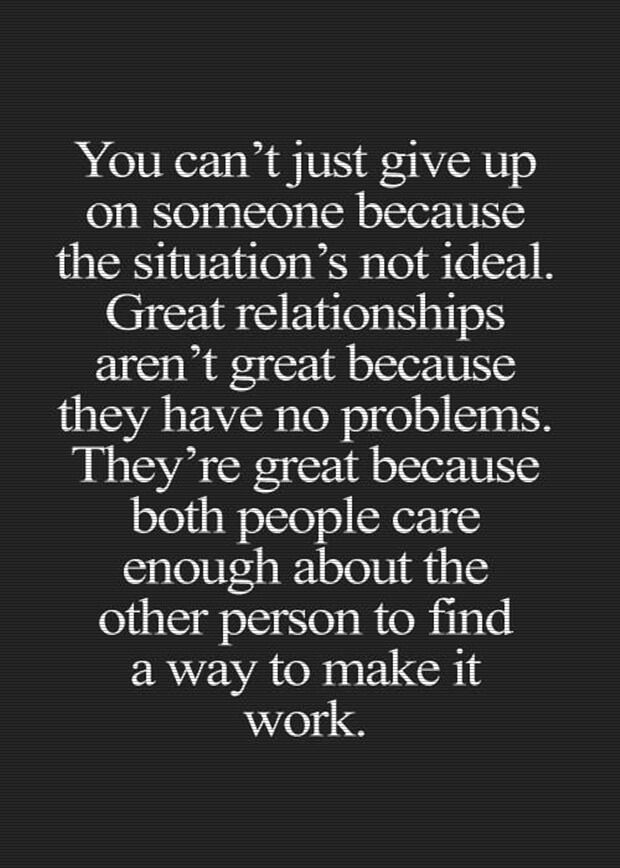 You can’t just give up
on someone because
the situation’s not ideal.
Great relationships
aren’t great because
they have no problems.
They’re great because
both people care
enough about the
other person to find
a way to make it
work.